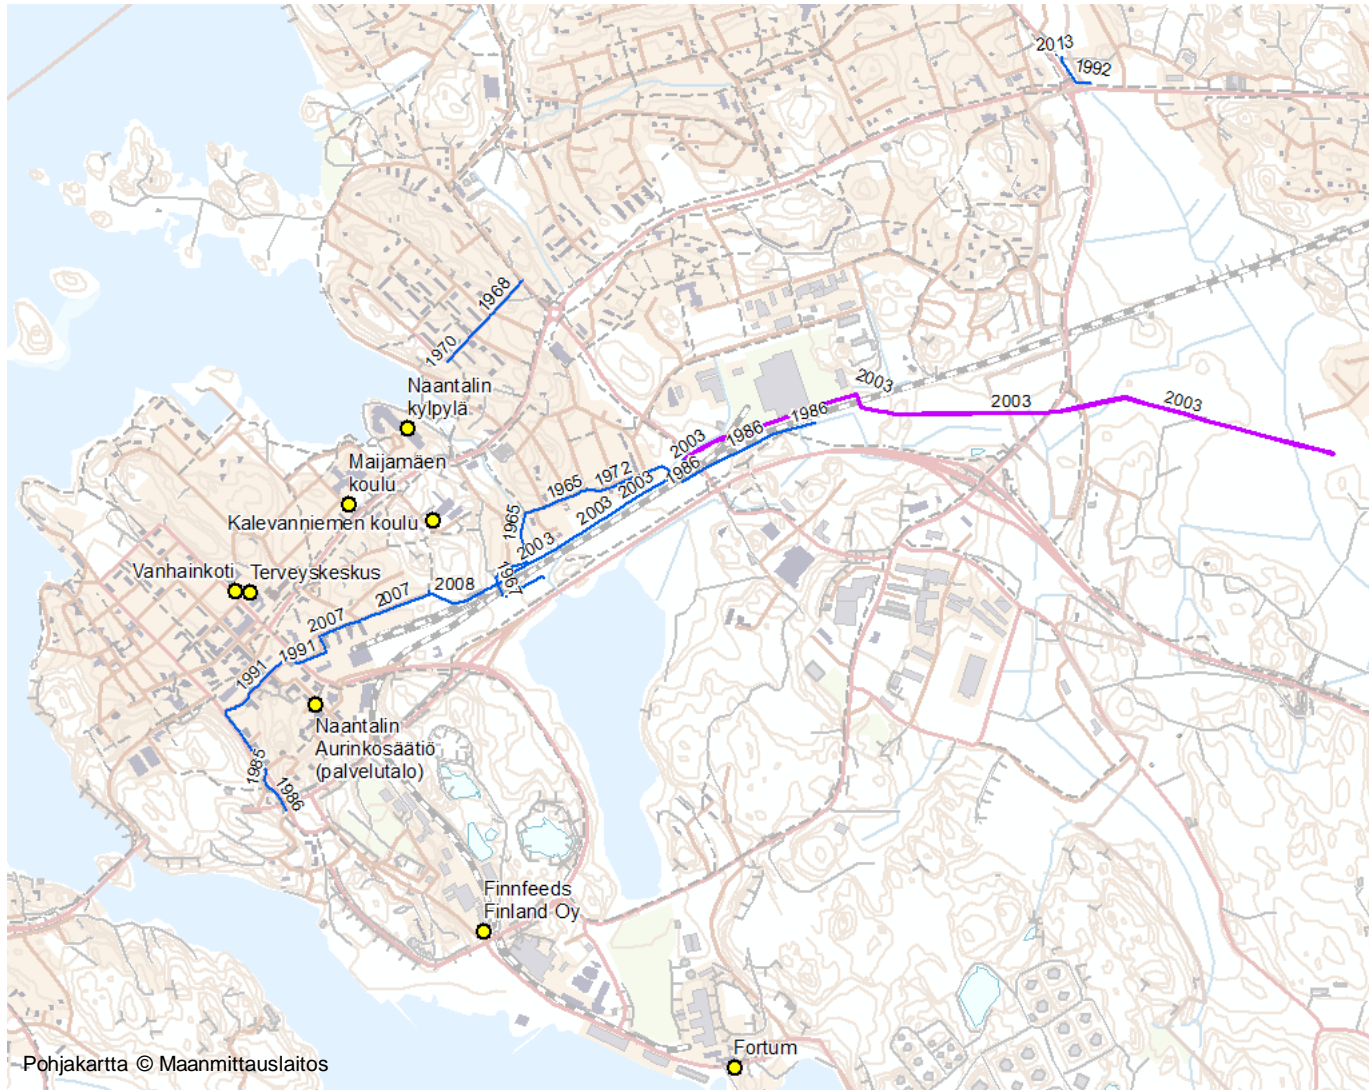 2013
1992
1968
1970
Naantalin
kylpylä
2003
2003
2003
1986
1986
2003
1986
Maijamäen
koulu
1972
1965
2003
2003
1965
Kalevanniemen koulu
2003
1967
Vanhainkoti
Terveyskeskus
2008
2007
2007
1991
1991
Naantalin
Aurinkosäätiö
(palvelutalo)
1985
1986
Finnfeeds
Finland Oy
Fortum
Pohjakartta © Maanmittauslaitos